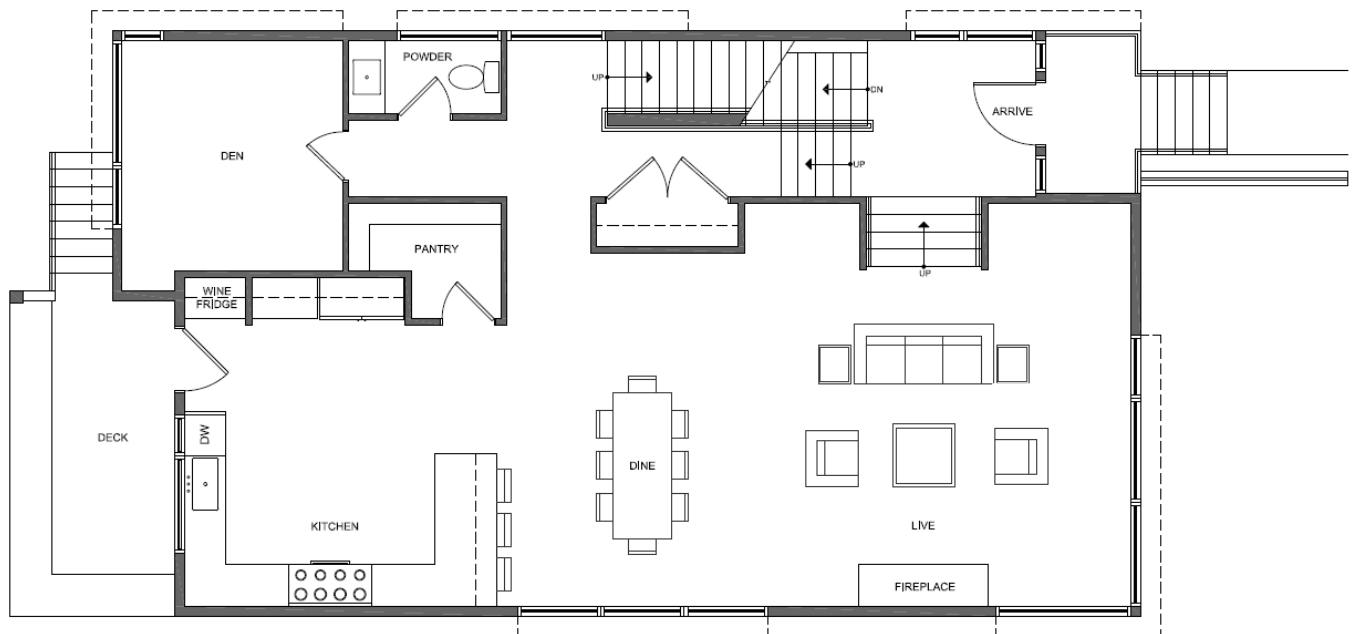 POWDER
UP
DN
ARRIVE
DEN
UP
PANTRY
UP
WINE
FRIDGE
DECK
DW
DINE
KITCHEN
LIVE
FIREPLACE